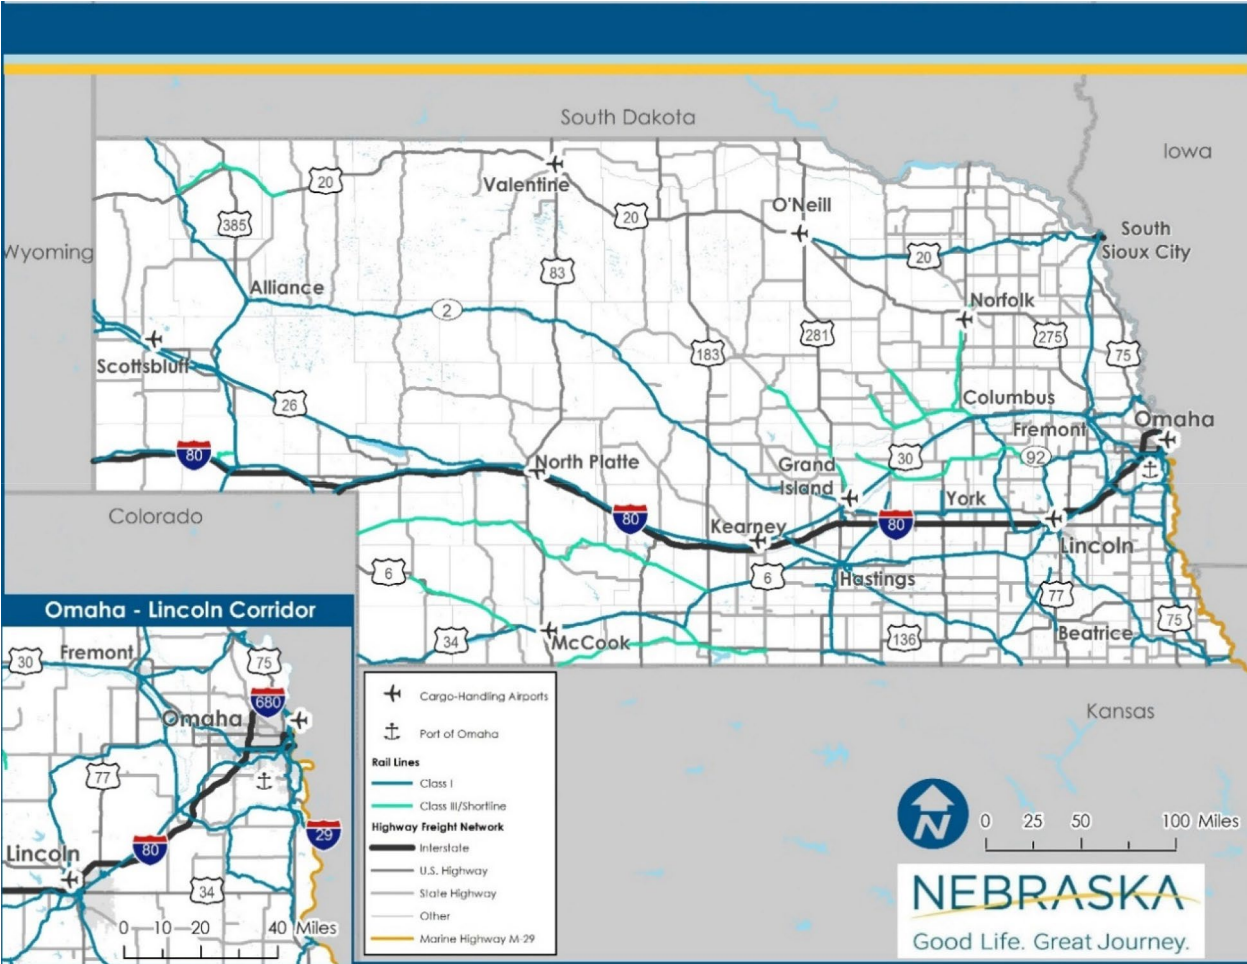 South Dakota
Iowa
Valentine
20
385
O'Neill
20
20
South
Sioux City
Wyoming
83
Alliance
2
Norfolk
281
275
75
183
Scottsbluff
26
Columbus
Omaha
Fremont
80
North Platte
30
92
Grand
Island
York
80
80
Kearney
Colorado
Lincoln
6
6
Hastings
77
75
34
McCook
136
Beatrice
Kansas
Omaha - Lincoln Corridor
30
Fremont
75
680
Omaha
77
29
80
Lincoln
34
0 10 20 40 Miles
Cargo-Handling Airports
Port of Omaha
Rail Lines
Class I
Class III/Shortline
Highway Freight Network
Interstate
U.S. Highway
State Highway
Other
Marine Highway M-29
N
0 25 50 100 Miles
NEBRASKA
Good Life. Great Journey.